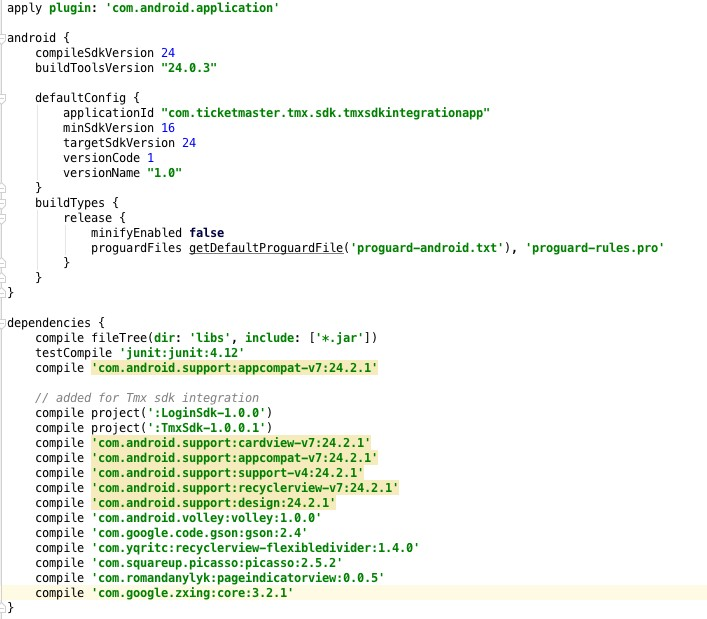 apply plugin: 'com.android.application'
android {
compileSdkVersion 24
buildToolsVersion "24.0.3"
defaultConfig {
applicationId "com.ticketmaster.tmx.sdk.tmxsdkintegrationapp"
minSdkVersion 16
targetSdkVersion 24
versionCode 1
versionName "1.0"
}
buildTypes {
release {
minifyEnabled false
proguardFiles getDefaultProguardFile('proguard-android.txt'), 'proguard-rules.pro'
}
}
}
dependencies {
compile fileTree(dir: 'libs', include: ['*.jar'])
testCompile 'junit:junit:4.12'
compile 'com.android.support:appcompat-v7:24.2.1'
// added for Tmx sdk integration
compile project(':LoginSdk-1.0.0')
compile project(':TmxSdk-1.0.0.1')
compile 'com.android.support:cardview-v7:24.2.1'
compile 'com.android.support:appcompat-v7:24.2.1'
compile 'com.android.support:support-v4:24.2.1'
compile 'com.android.support:recyclerview-v7:24.2.1'
compile 'com.android.support:design:24.2.1'
compile 'com.android.volley:volley:1.0.0'
compile 'com.google.code.gson:gson:2.4'
compile 'com.yqritc:recyclerview-flexibledivider:1.4.0'
compile 'com.squareup.picasso:picasso:2.5.2'
compile 'com.romandanylyk:pageindicatorview:0.0.5'
compile 'com.google.zxing:core:3.2.1'
}